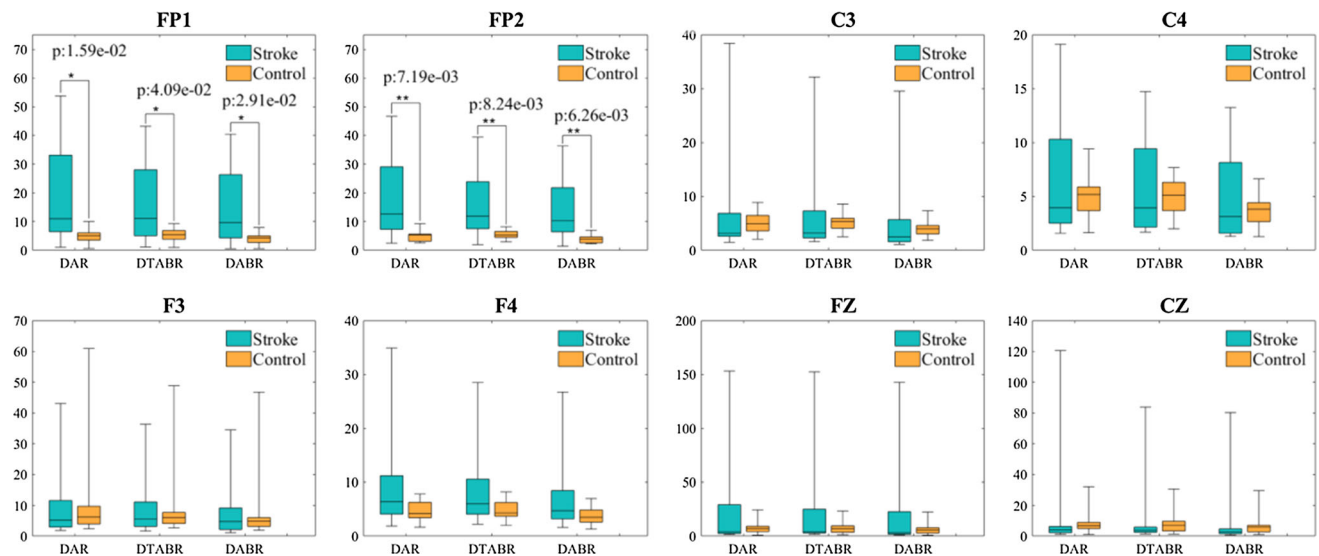 FP1
70
60
50
40
30
20
10
0
p:1.59e-02
*
p:4.09e-02
*
p:2.91e-02
*
Stroke
Control
DAR DTABR DABR
FP2
70
60
50
40
30
20
10
0
p:7.19e-03
**
p:8.24e-03
**
p:6.26e-03
**
Stroke
Control
DAR DTABR DABR
C3
40
30
20
10
0
Stroke
Control
DAR DTABR DABR
C4
20
15
10
5
0
Stroke
Control
DAR DTABR DABR
F3
70
60
50
40
30
20
10
0
Stroke
Control
DAR DTABR DABR
F4
40
30
20
10
0
Stroke
Control
DAR DTABR DABR
FZ
200
150
100
50
0
Stroke
Control
DAR DTABR DABR
CZ
140
120
100
80
60
40
20
0
Stroke
Control
DAR DTABR DABR